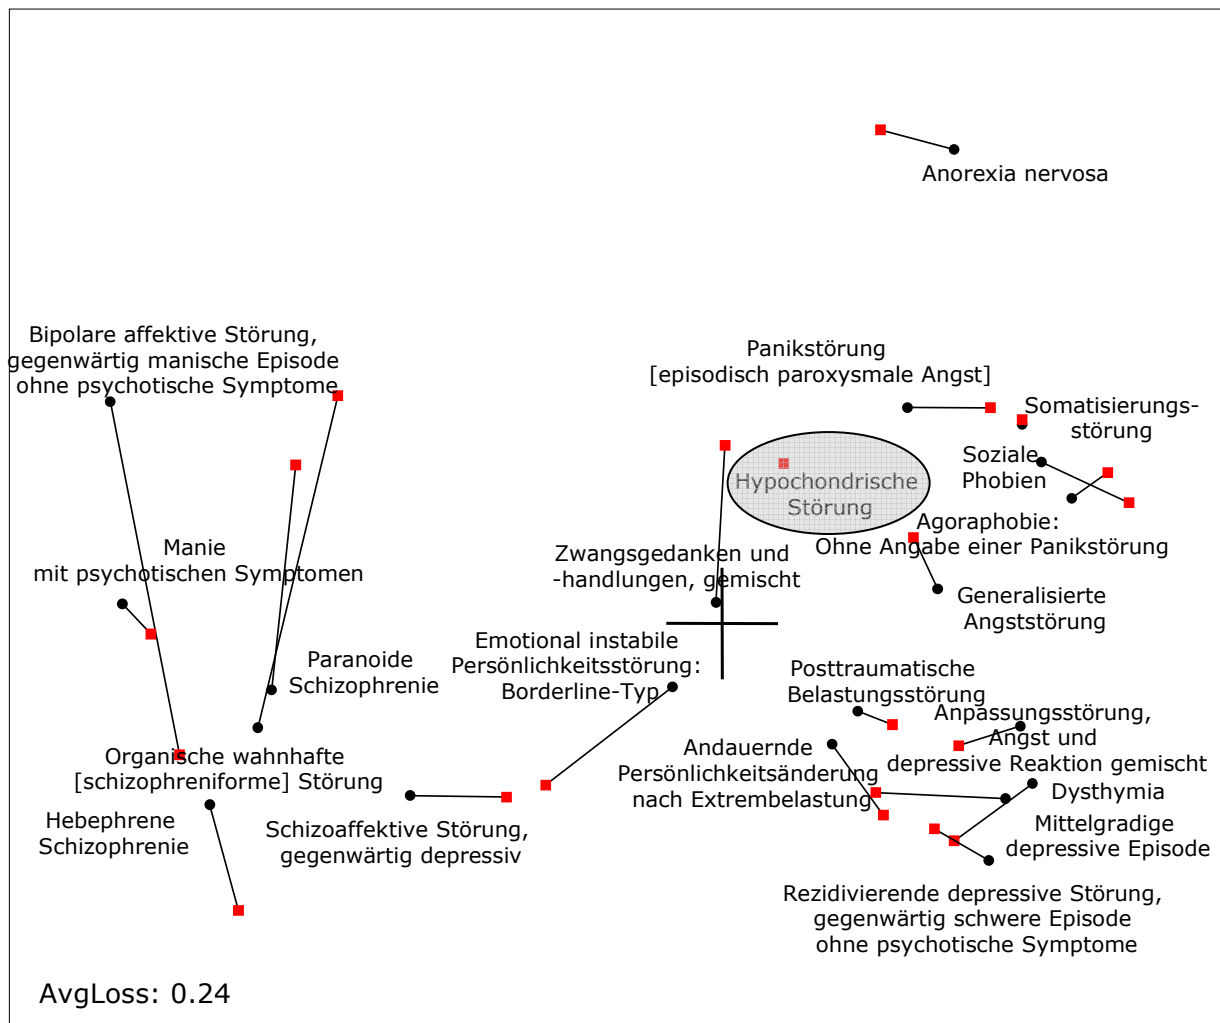 Anorexia nervosa
Bipolare affektive Störung,
gegenwärtig manische Episode
ohne psychotische Symptome
Panikstörung
[episodisch paroxysmale Angst]
Somatisierungs-
störung
Soziale
Phobien
Hypochondrische
Störung
Agoraphobie:
Ohne Angabe einer Panikstörung
Manie
mit psychotischen Symptomen
Zwangsgedanken und
-handlungen, gemischt
Generalisierte
Angststörung
Emotional instabile
Persönlichkeitsstörung:
Borderline-Typ
Paranoide
Schizophrenie
Posttraumatische
Belastungsstörung
Anpassungsstörung,
Angst und
depressive Reaktion gemischt
Organische wahnhafte
[schizophreniforme] Störung
Andauernde
Persönlichkeitsänderung
nach Extrembelastung
Dysthymia
Hebephrene
Schizophrenie
Schizoaffektive Störung,
gegenwärtig depressiv
Mittelgradige
depressive Episode
Rezidivierende depressive Störung,
gegenwärtig schwere Episode
ohne psychotische Symptome
AvgLoss: 0.24